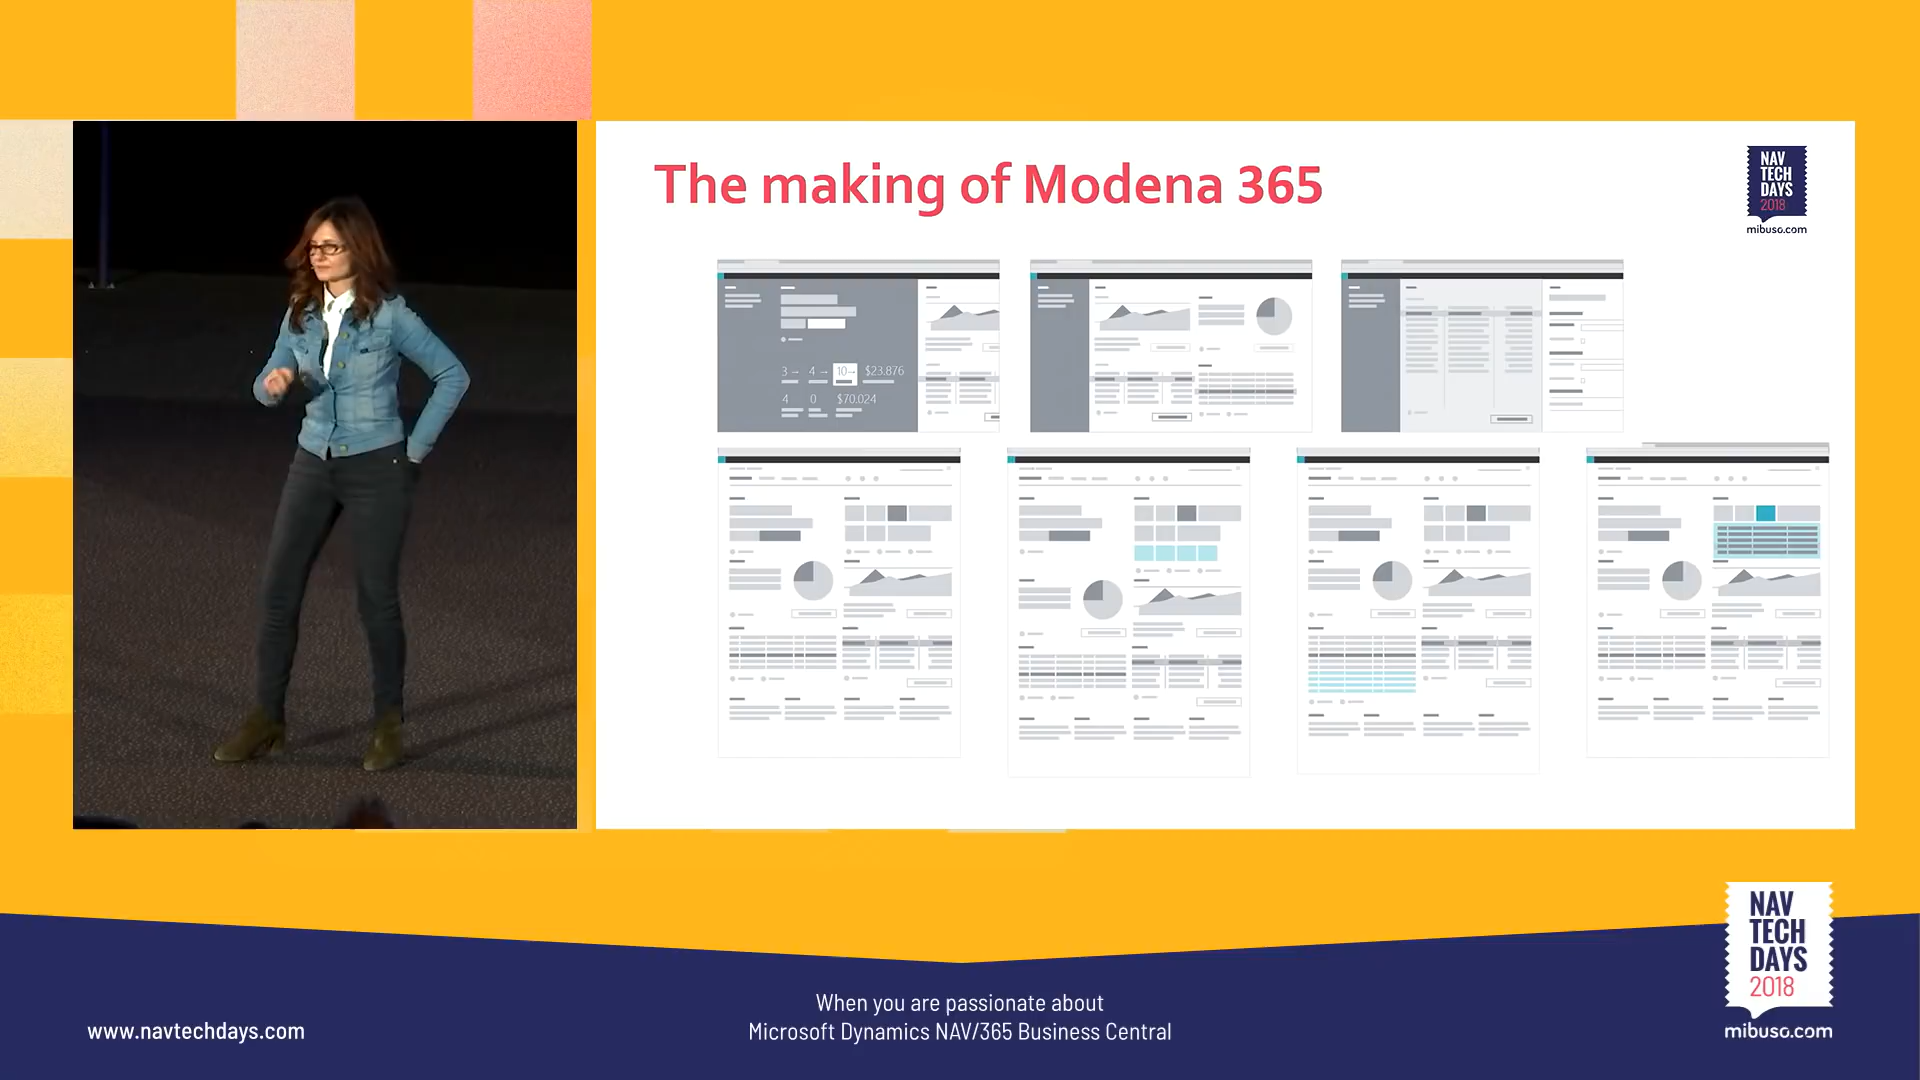 The making of Modena 365
NAV
TECH
DAYS
2018
mibuso.com
3 → 4 → 10→ $23.876
4 0 $70.024
NAV
TECH
DAYS
2018
mibuso.com
When you are passionate about
www.navtechdays.com
Microsoft Dynamics NAV/365 Business Central